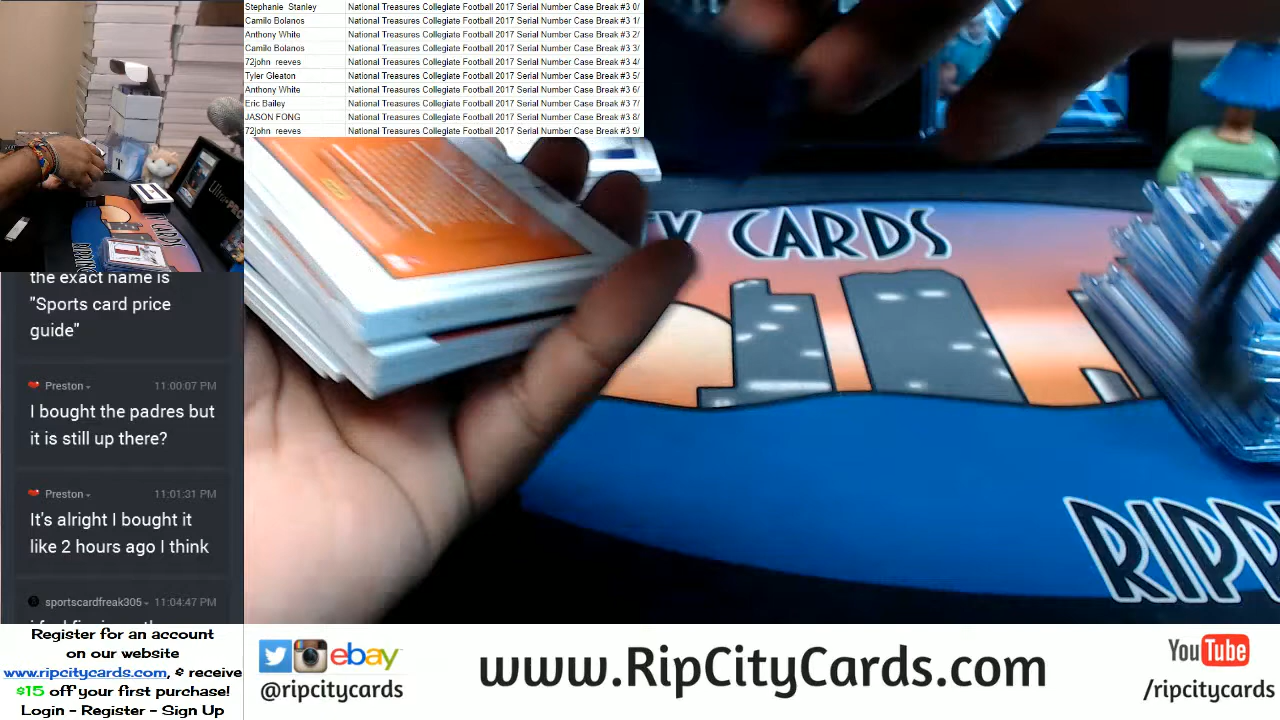 Stephanie Stanley National Treasures Collegiate Football 2017 Serial Number Case Break #3 0/
Camilo Bolanos National Treasures Collegiate Football 2017 Serial Number Case Break #3 1/
Anthony White National Treasures Collegiate Football 2017 Serial Number Case Break #3 2/
Camilo Bolanos National Treasures Collegiate Football 2017 Serial Number Case Break #3 3/
72john reeves National Treasures Collegiate Football 2017 Serial Number Case Break #3 4/
Tyler Gleaton National Treasures Collegiate Football 2017 Serial Number Case Break #3 5/
Anthony White National Treasures Collegiate Football 2017 Serial Number Case Break #3 6/
Eric Bailey National Treasures Collegiate Football 2017 Serial Number Case Break #3 7/
JASON FONG National Treasures Collegiate Football 2017 Serial Number Case Break #3 8/
72john reeves National Treasures Collegiate Football 2017 Serial Number Case Break #3 9/
CARDS
the exact name is
"Sports card price
guide"
Preston 11:00:07 PM
I bought the padres but
it is still up there?
Preston 11:01:31 PM
It's alright I bought it
like 2 hours ago I think
sportscardfreak305 11:04:47 PM
Register for an account
on our website
www.ripcitycards.com, & receive
$15 off your first purchase!
Login - Register - Sign Up
ebay
@ripcitycards
www.RipCityCards.com
YouTube
/ripcitycards